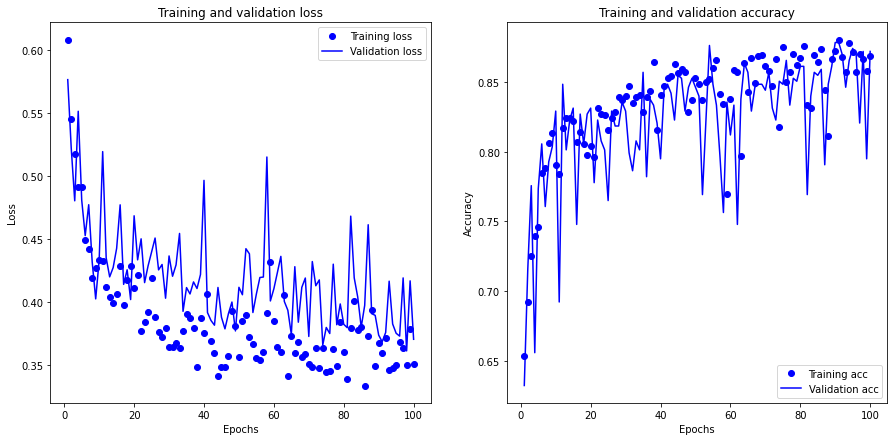 Training and validation loss
0.60
0.55
0.50
0.45
0.40
0.35
Loss
0
20
40
60
80
100
Epochs
Training loss
Validation loss
Training and validation accuracy
0.85
0.80
0.75
0.70
0.65
Accuracy
0
20
40
60
80
100
Epochs
Training acc
Validation acc